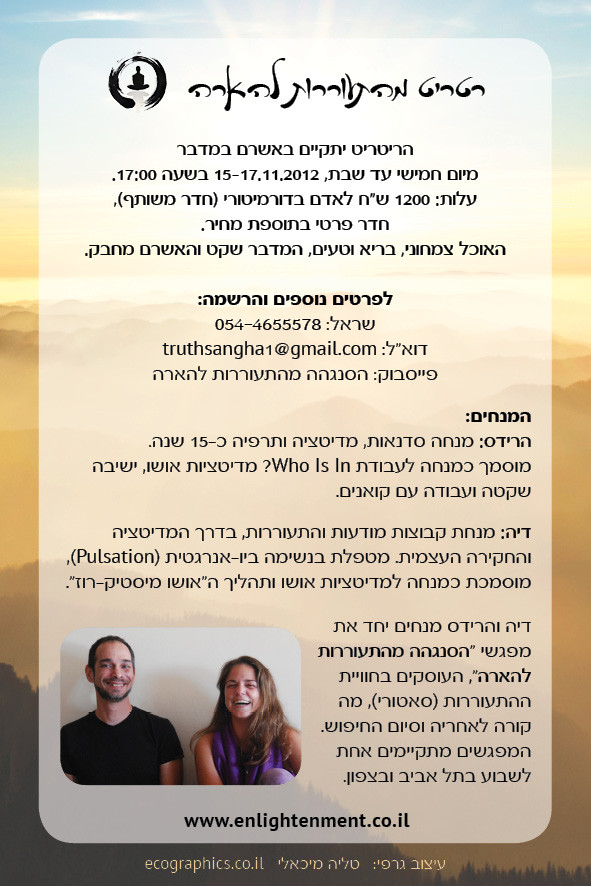 רטריט מהתעוררות להארה
הריטריט יתקיים באשרם במדבר
מיום חמישי עד שבת, 15-17.11.2012 בשעה 17:00.
עלות: 1200 ש"ח לאדם בדורמיטורי (חדר משותף),
חדר פרטי בתוספת מחיר.
האוכל צמחוני, בריא וטעים, המדבר שקט והאשרם מחבק.
לפרטים נוספים והרשמה:
שראל: 054-4655578
דוא"ל: truthsangha1@gmail.com
פייסבוק: הסנגהה מהתעוררות להארה
המנחים:
הרידס: מנחה סדנאות, מדיטציה ותרפיה כ-15 שנה.
מוסמך כמנחה לעבודת Who Is In? מדיטציות אושו, ישיבה
שקטה ועבודה עם קואנים.
דיה: מנחת קבוצות מודעות והתעוררות, בדרך המדיטציה
והחקירה העצמית. מטפלת בנשימה ביו-אנרגטית (Pulsation),
מוסמכת כמנחה למדיטציות אושו ותהליך ה"אושו מיסטיק-רוז".
דיה והרידס מנחים יחד את
מפגשי "הסנגהה מהתעוררות
להארה", העוסקים בחוויית
ההתעוררות (סאטורי), מה
קורה לאחריה וסיום החיפוש.
המפגשים מתקיימים אחת
לשבוע בתל אביב ובצפון.
www.enlightenment.co.il
עיצוב גרפי: טליה מיכאלי ecographics.co.il